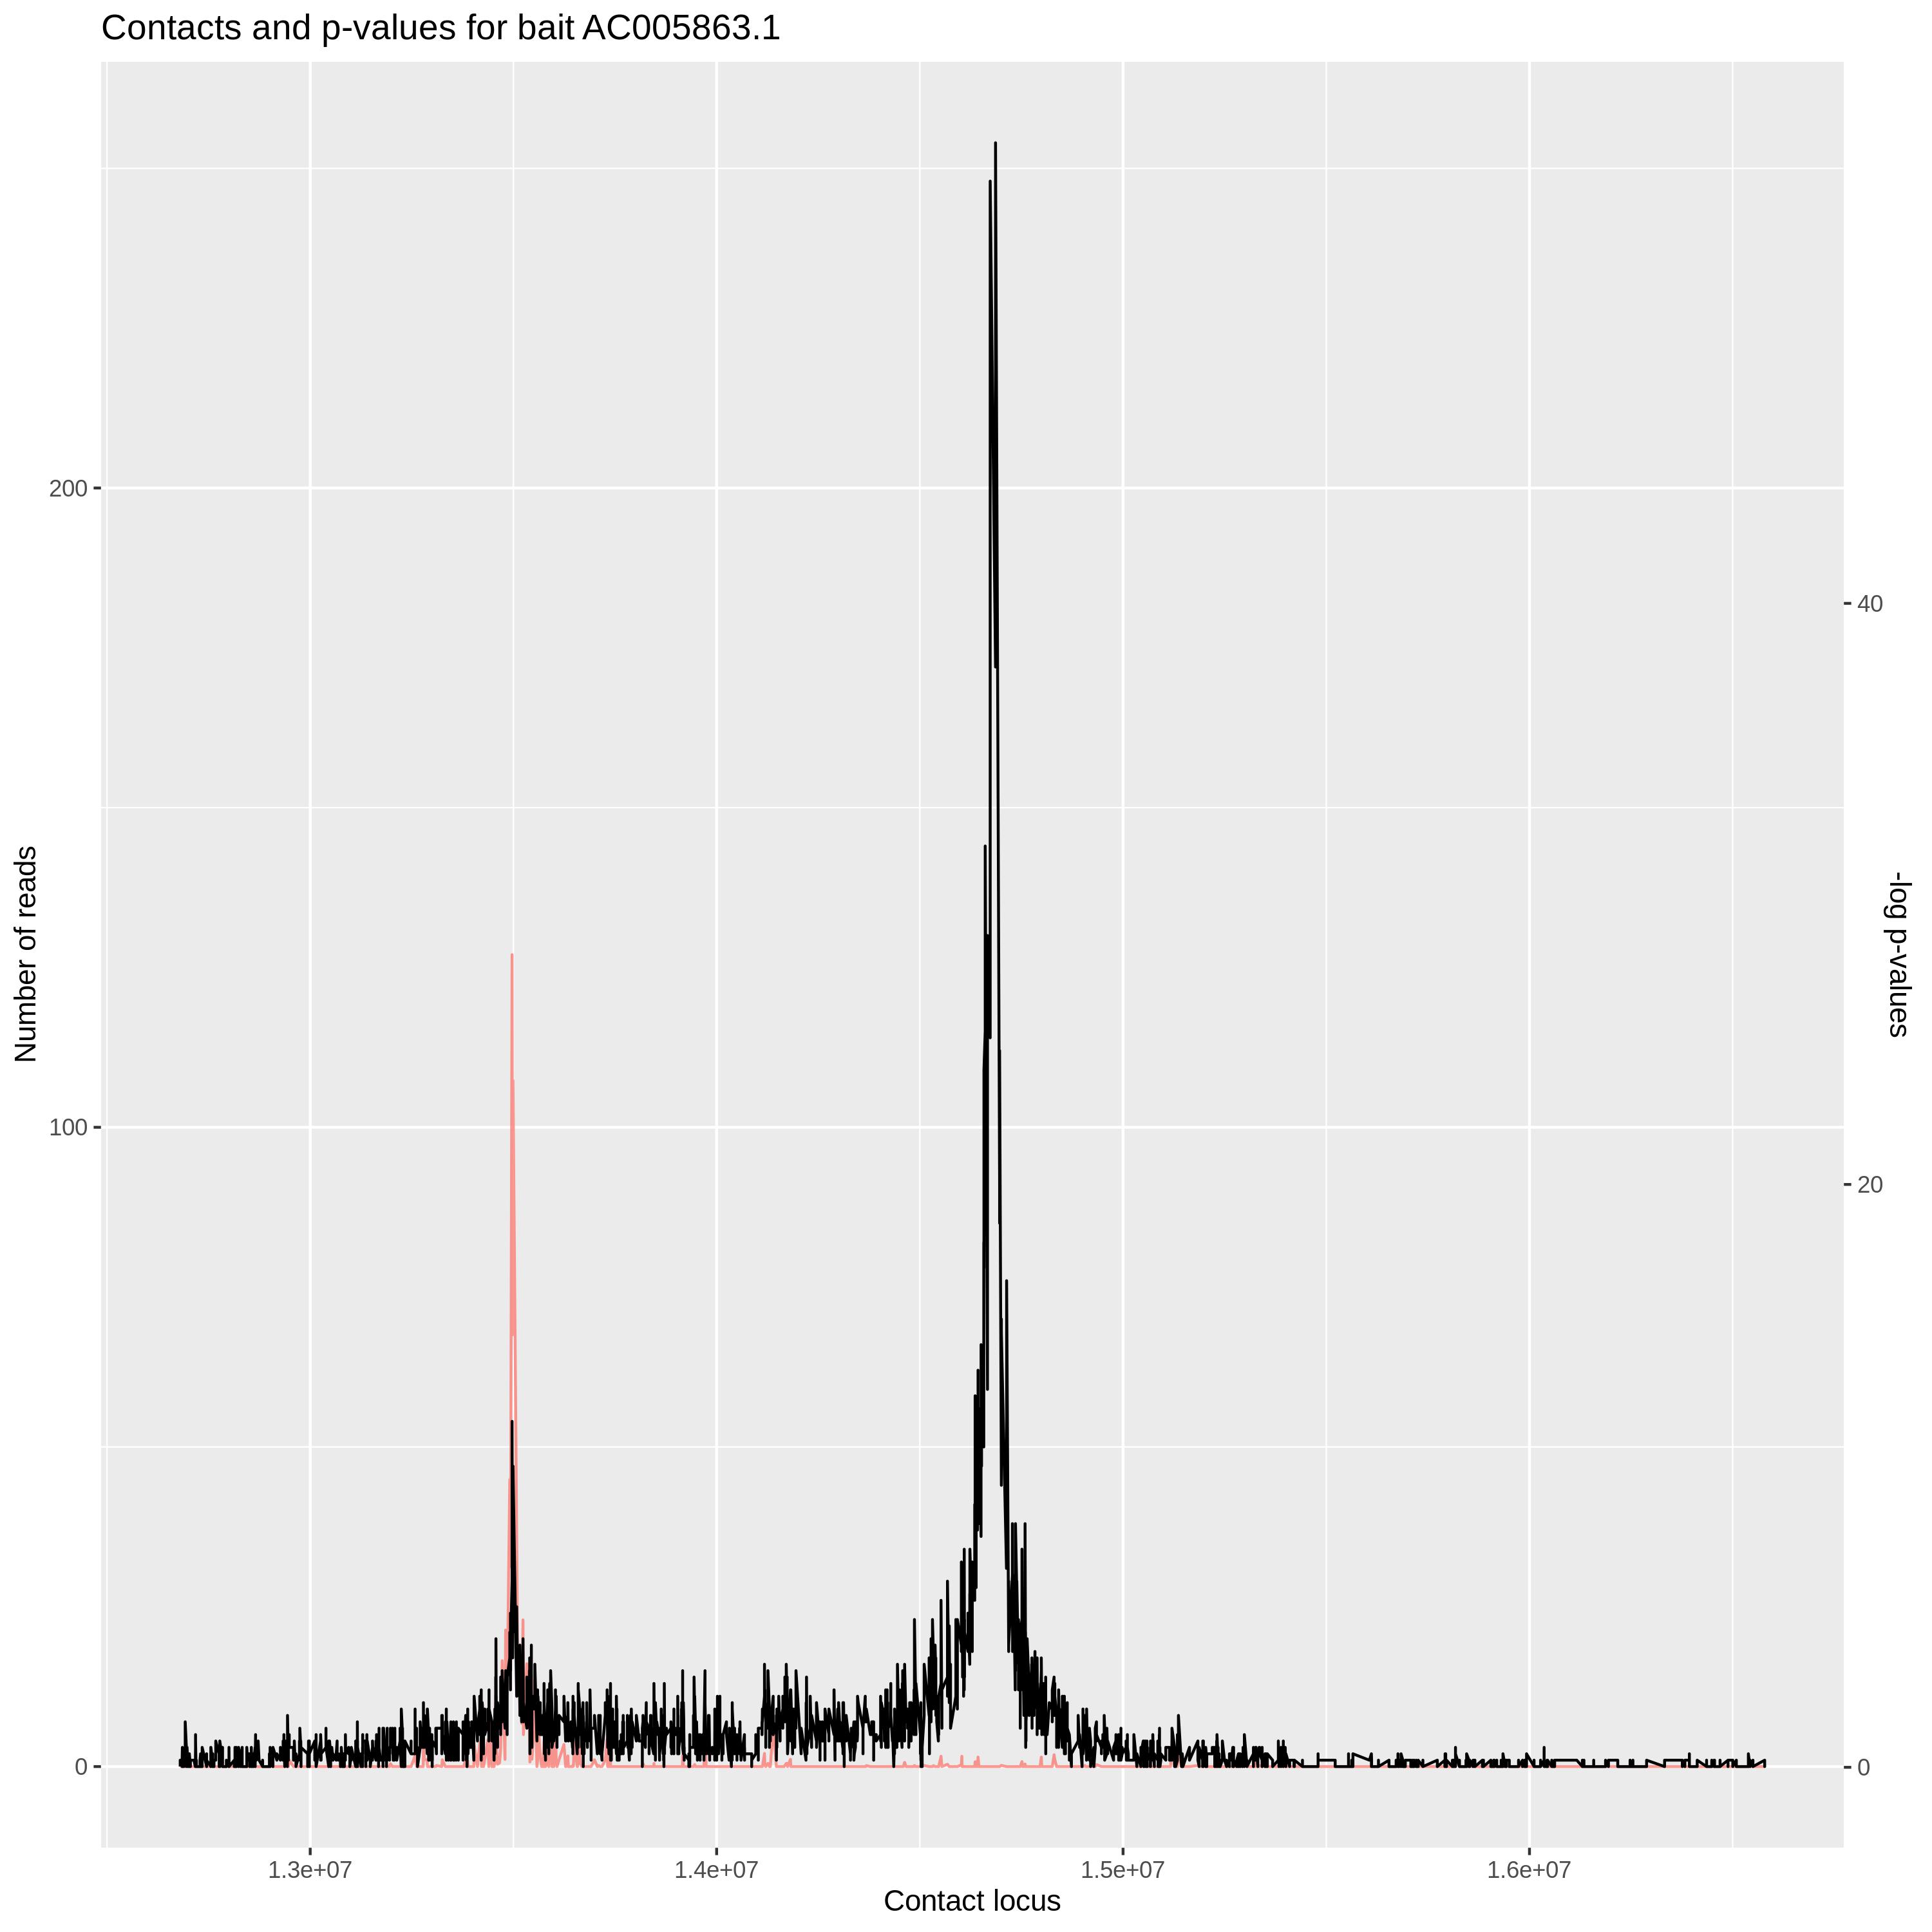 Contacts and p-values for bait AC005863.1
Number of reads
200
100
0
40
20
0
-log p-values
1.3e+07
1.4e+07
1.5e+07
1.6e+07
Contact locus